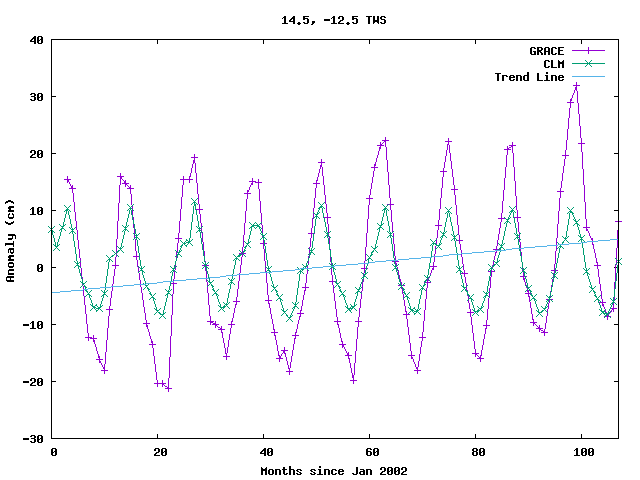 14.5, -12.5 TWS
GRACE
CLM
Trend Line
40
30
20
10
0
-10
-20
-30
Anomaly (cm)
0 20 40 60 80 100
Months since Jan 2002